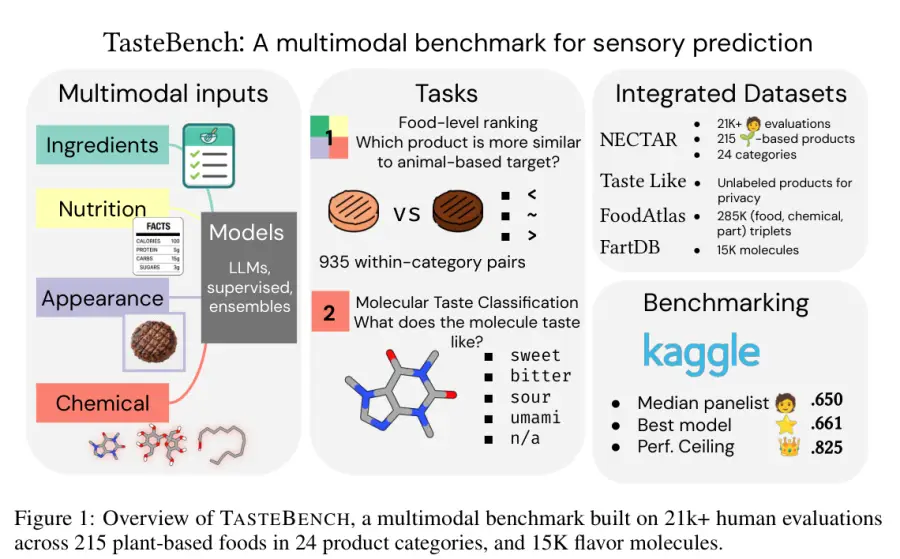 TasteBench: A multimodal benchmark for sensory prediction
Multimodal inputs
Ingredients
Nutrition
FACTS
CALORIES 100
PROTEIN 5g
CARBS 15g
SUGARS 3g
Appearance
Chemical
Models
LLMs,
supervised,
ensembles
Tasks
1
Food-level ranking
Which product is more similar
to animal-based target?
VS
<
~
>
935 within-category pairs
2
Molecular Taste Classification
What does the molecule taste
like?
sweet
bitter
sour
umami
n/a
Integrated Datasets
NECTAR
• 21K+ 🧑 evaluations
• 215 🌱-based products
• 24 categories
Taste Like • Unlabeled products for
privacy
FoodAtlas • 285K (food, chemical,
part) triplets
FartDB • 15K molecules
Benchmarking
kaggle
• Median panelist 🧑 .650
• Best model ⭐ .661
• Perf. Ceiling 👑 .825
Figure 1: Overview of TASTEBENCH, a multimodal benchmark built on 21k+ human evaluations
across 215 plant-based foods in 24 product categories, and 15K flavor molecules.